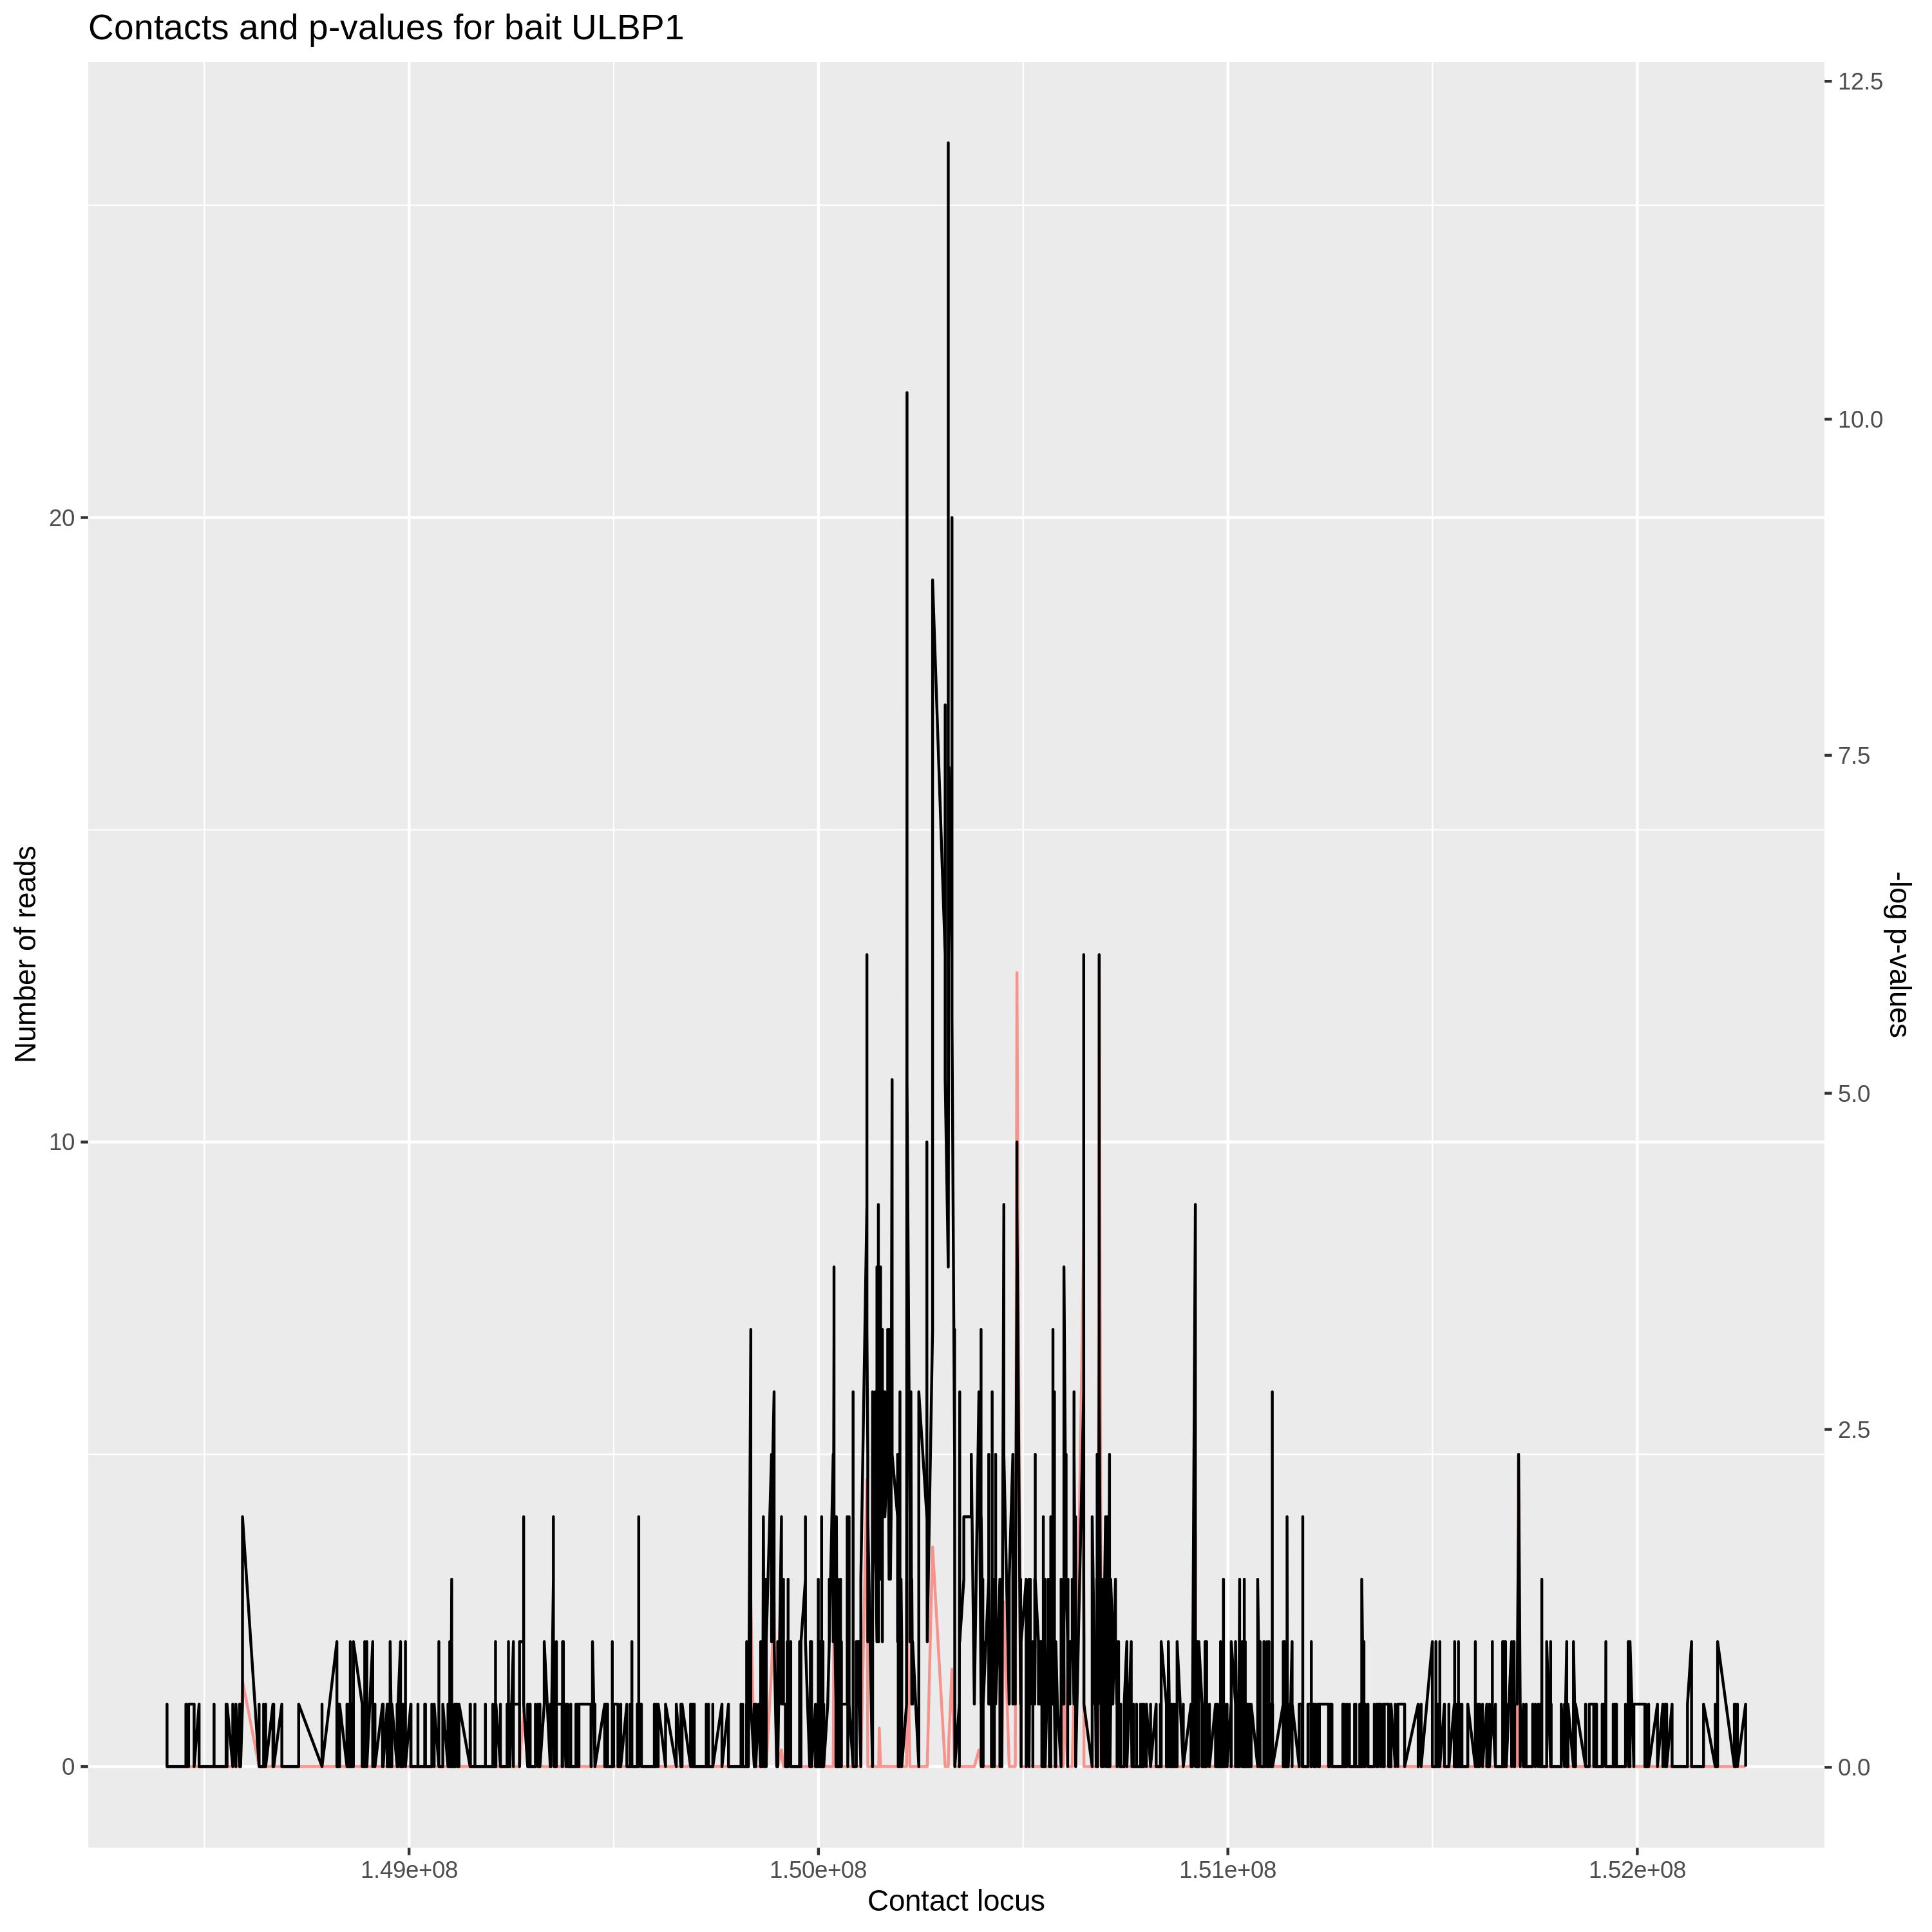 Contacts and p-values for bait ULBP1
12.5
10.0
20
7.5
Number of reads
-log p-values
5.0
10
2.5
0
0.0
1.49e+08
1.50e+08
1.51e+08
1.52e+08
Contact locus